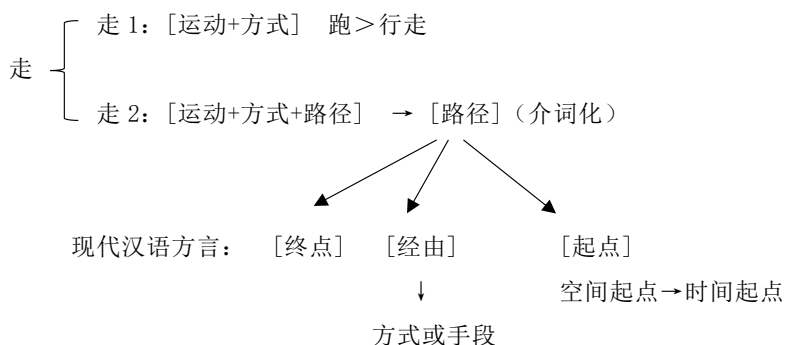 走 1：[运动+方式] 跑＞行走
走
走 2：[运动+方式+路径] → [路径]（介词化）
现代汉语方言： [终点] [经由] [起点]
↓ 空间起点→时间起点
方式或手段